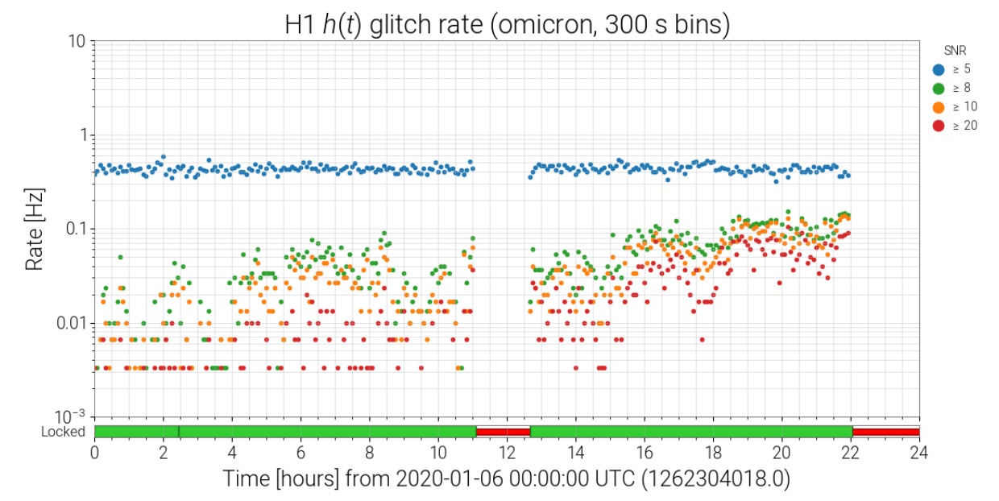 H1 h(t) glitch rate (omicron, 300 s bins)
SNR
≥ 5
≥ 8
≥ 10
≥ 20
Rate [Hz]
10
1
0.1
0.01
10⁻³
Locked
0 2 4 6 8 10 12 14 16 18 20 22 24
Time [hours] from 2020-01-06 00:00:00 UTC (1262304018.0)